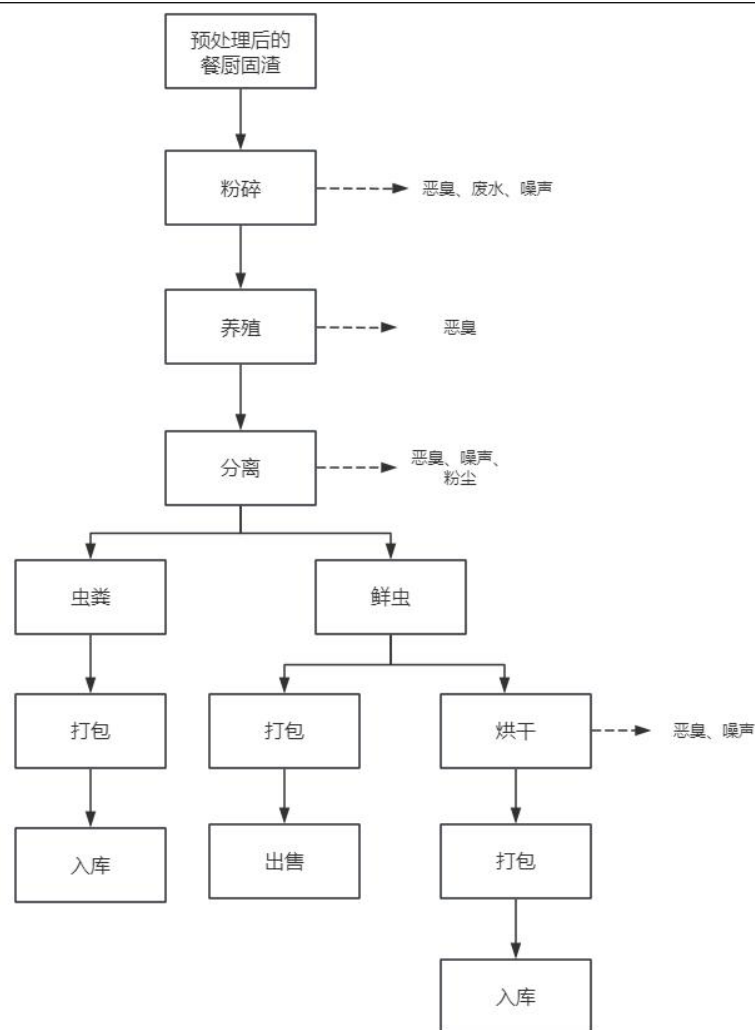 预处理后的
餐厨固渣
粉碎
恶臭、废水、噪声
养殖
恶臭
分离
恶臭、噪声、
粉尘
虫粪
鲜虫
打包
打包
烘干
恶臭、噪声
入库
出售
打包
入库